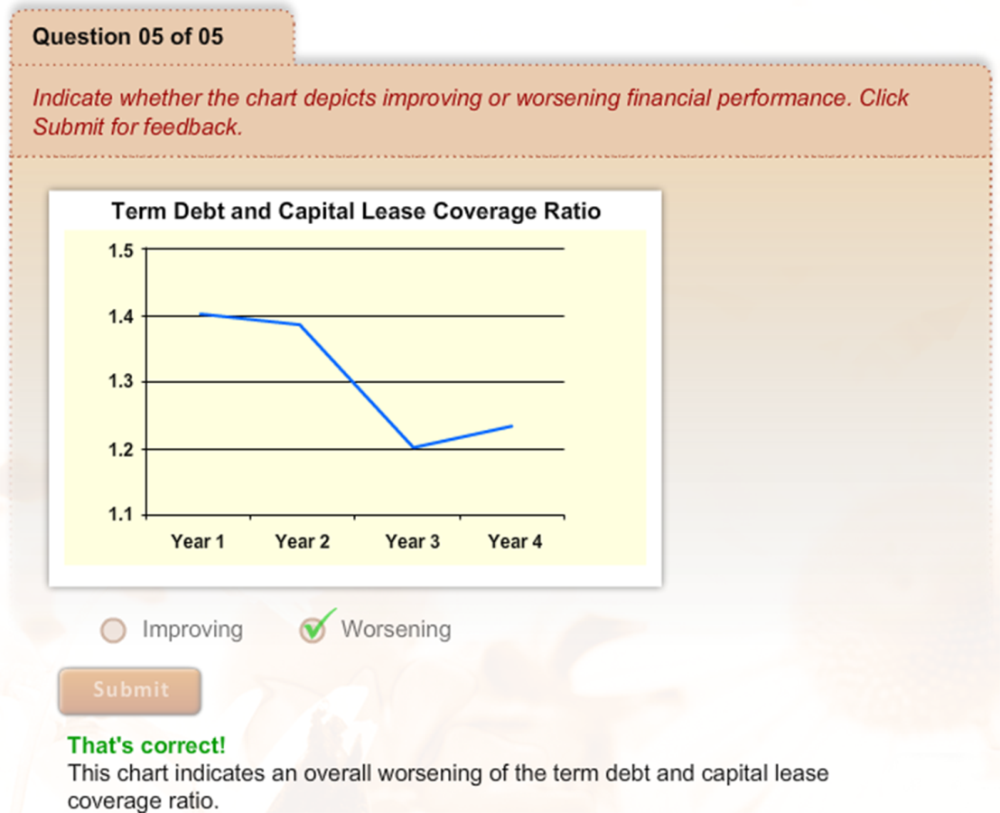 Question 05 of 05
Indicate whether the chart depicts improving or worsening financial performance. Click
Submit for feedback.
Term Debt and Capital Lease Coverage Ratio
1.5
1.4
1.3
1.2
1.1
Year 1 Year 2 Year 3 Year 4
Improving Worsening
Submit
That's correct!
This chart indicates an overall worsening of the term debt and capital lease
coverage ratio.